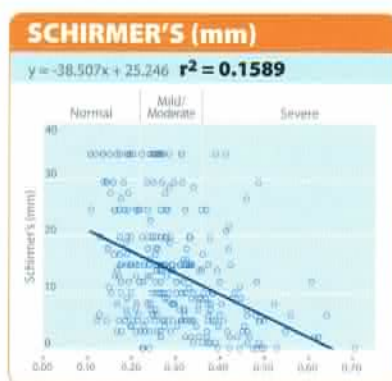 SCHIRMER'S (mm)
y = -38.507x + 25.246 r² = 0.1589
Normal
Mild/
Moderate
Severe
Schirmer's (mm)
40
30
20
10
0
0.00 0.10 0.20 0.30 0.40 0.50 0.60 0.70